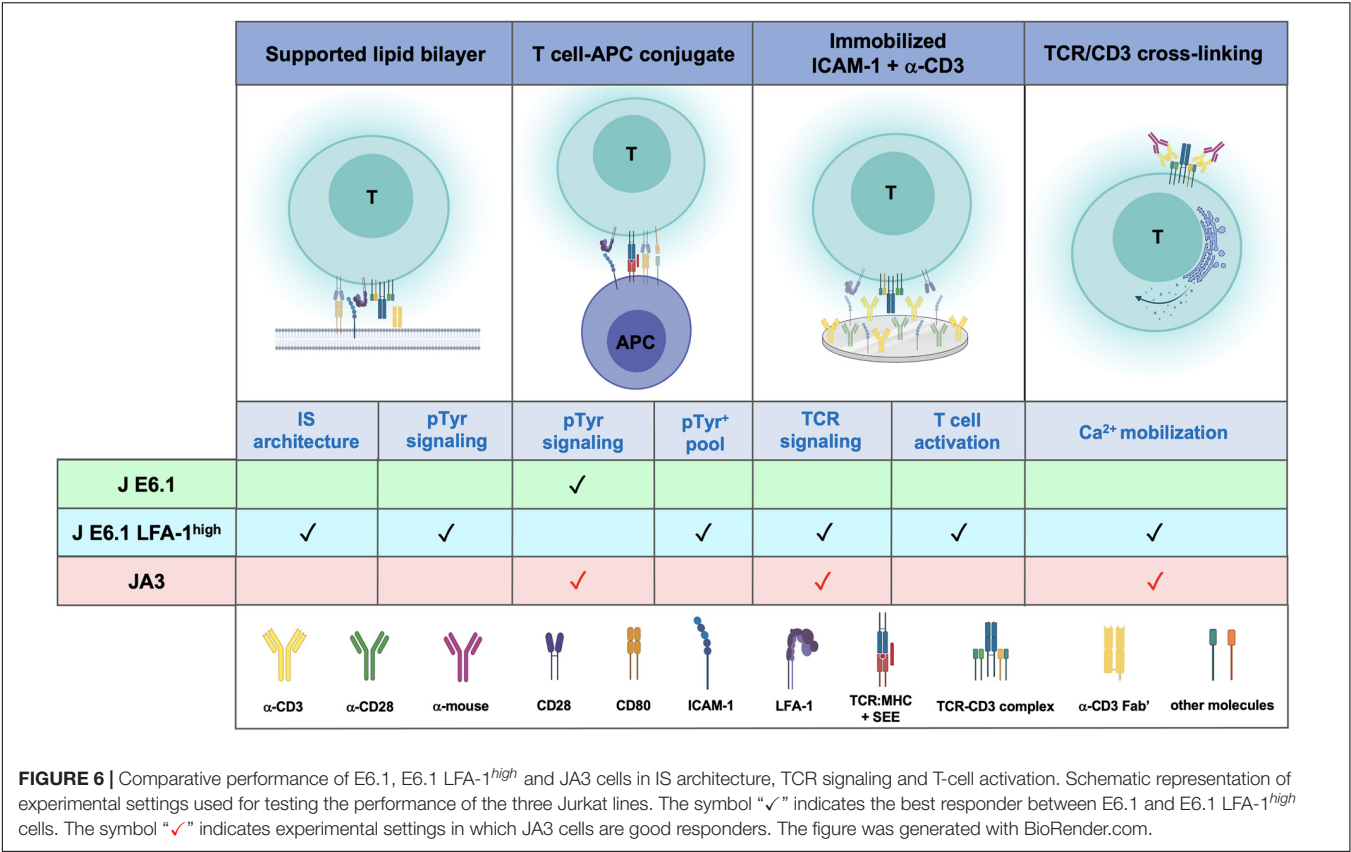 Supported lipid bilayer
T cell-APC conjugate
Immobilized
ICAM-1 + α-CD3
TCR/CD3 cross-linking
T
T
APC
T
T
IS
architecture
pTyr
signaling
pTyr
signaling
pTyr+
pool
TCR
signaling
T cell
activation
Ca2+ mobilization
J E6.1
✓
J E6.1 LFA-1high
✓ ✓ ✓ ✓ ✓ ✓
JA3
✓ ✓ ✓
α-CD3
α-CD28
α-mouse
CD28
CD80
ICAM-1
LFA-1
TCR:MHC
+ SEE
TCR-CD3 complex
α-CD3 Fab'
other molecules
FIGURE 6 | Comparative performance of E6.1, E6.1 LFA-1high and JA3 cells in IS architecture, TCR signaling and T-cell activation. Schematic representation of
experimental settings used for testing the performance of the three Jurkat lines. The symbol “✓” indicates the best responder between E6.1 and E6.1 LFA-1high
cells. The symbol “✓” indicates experimental settings in which JA3 cells are good responders. The figure was generated with BioRender.com.